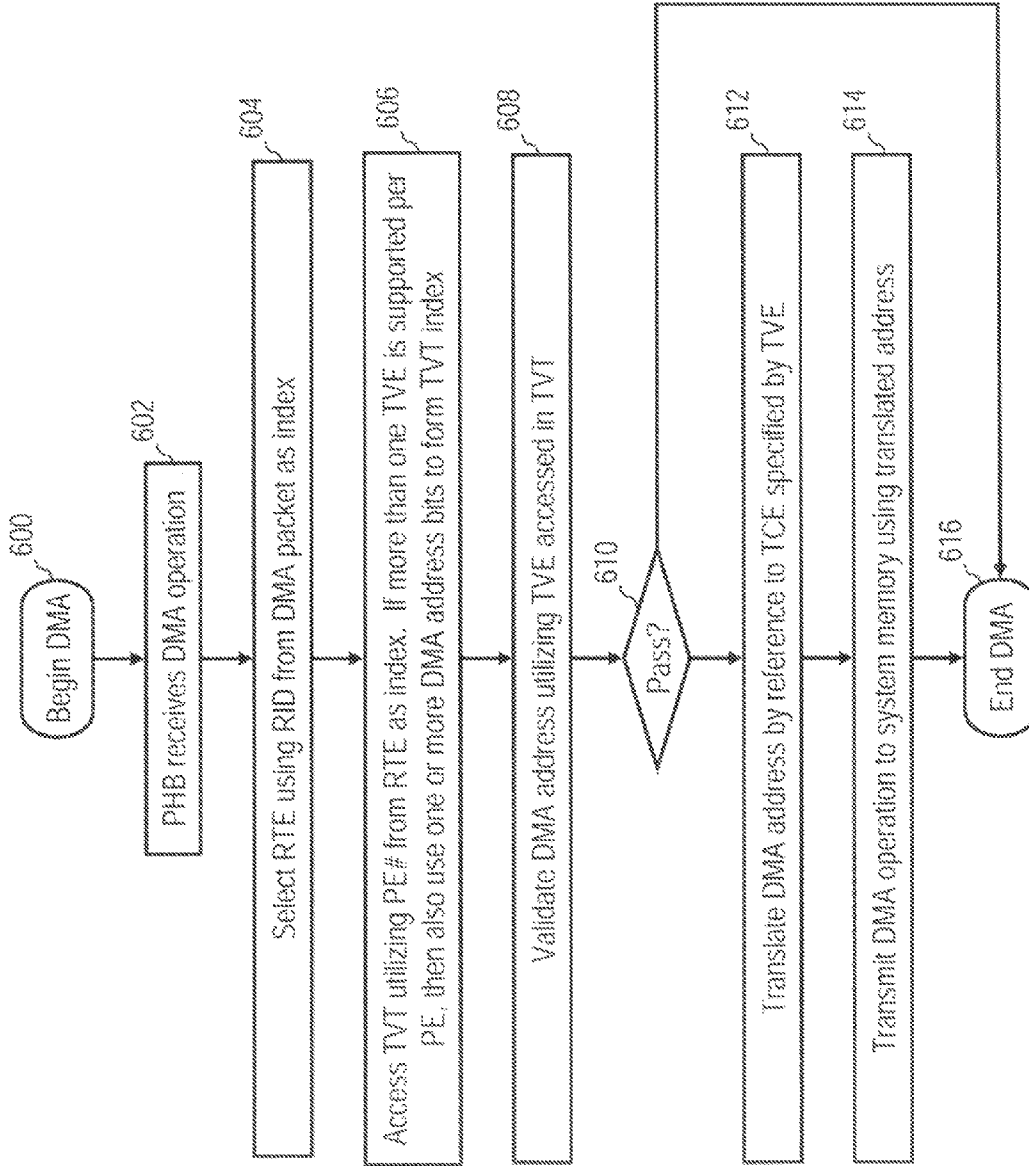 Begin DMA
600
PHB receives DMA operation
602
Select RTE using RID from DMA packet as index
604
Access TVT utilizing PE# from RTE as index. If more than one TVE is supported per
PE, then also use one or more DMA address bits to form TVT index
606
Validate DMA address utilizing TVE accessed in TVT
608
Pass?
610
Translate DMA address by reference to TCE specified by TVE
612
Transmit DMA operation to system memory using translated address
614
End DMA
616